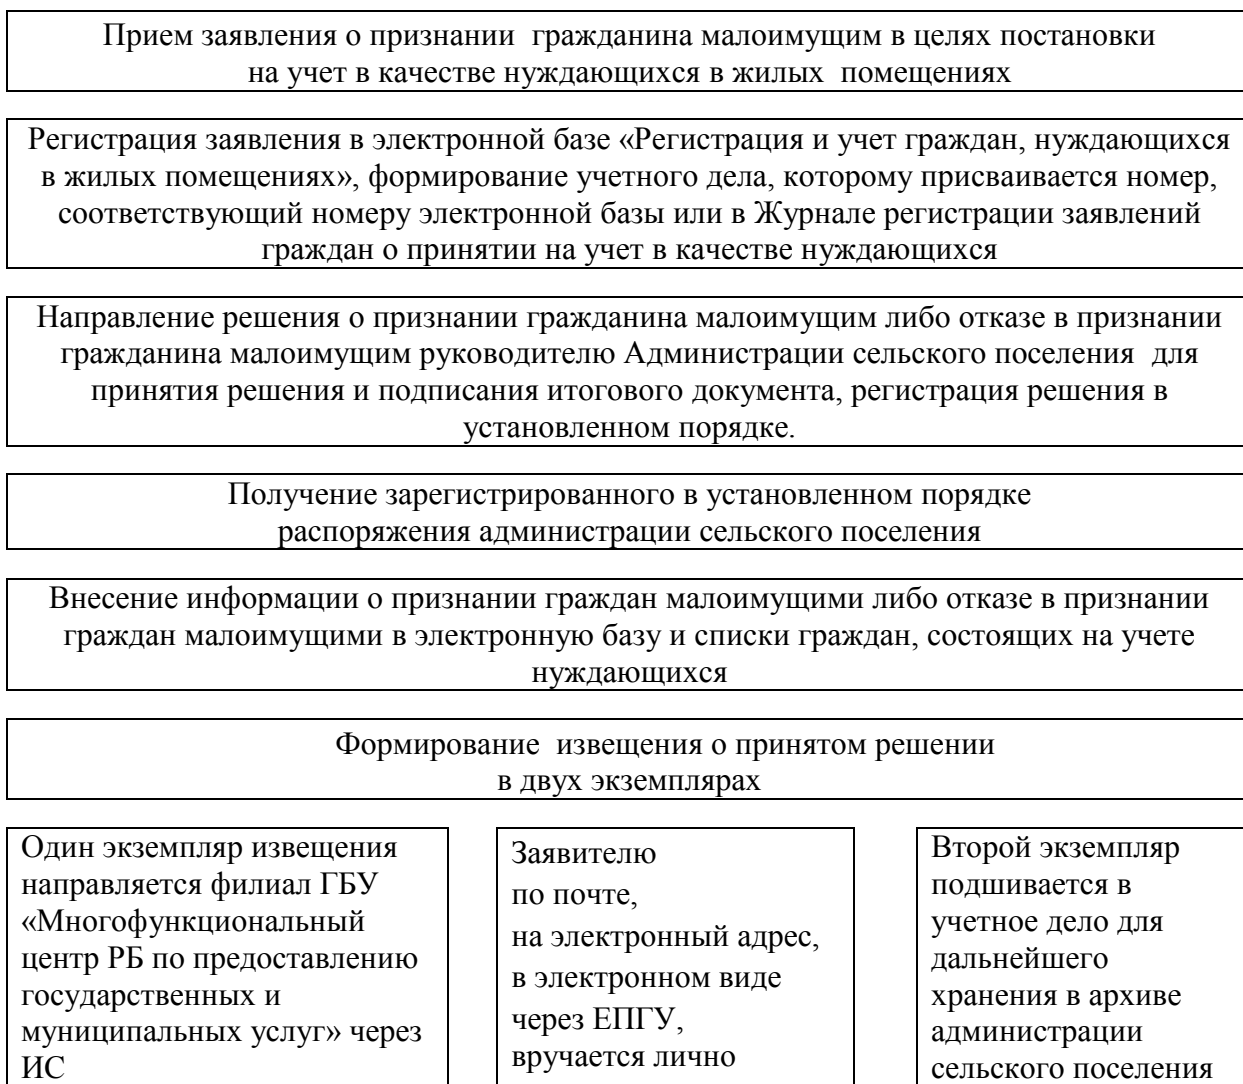 Прием заявления о признании гражданина малоимущим в целях постановки
на учет в качестве нуждающихся в жилых помещениях
Регистрация заявления в электронной базе «Регистрация и учет граждан, нуждающихся
в жилых помещениях», формирование учетного дела, которому присваивается номер,
соответствующий номеру электронной базы или в Журнале регистрации заявлений
граждан о принятии на учет в качестве нуждающихся
Направление решения о признании гражданина малоимущим либо отказе в признании
гражданина малоимущим руководителю Администрации сельского поселения для
принятия решения и подписания итогового документа, регистрация решения в
установленном порядке.
Получение зарегистрированного в установленном порядке
распоряжения администрации сельского поселения
Внесение информации о признании граждан малоимущими либо отказе в признании
граждан малоимущими в электронную базу и списки граждан, состоящих на учете
нуждающихся
Формирование извещения о принятом решении
в двух экземплярах
Один экземпляр извещения
направляется филиал ГБУ
«Многофункциональный
центр РБ по предоставлению
государственных и
муниципальных услуг» через
ИС
Заявителю
по почте,
на электронный адрес,
в электронном виде
через ЕПГУ,
вручается лично
Второй экземпляр
подшивается в
учетное дело для
дальнейшего
хранения в архиве
администрации
сельского поселения